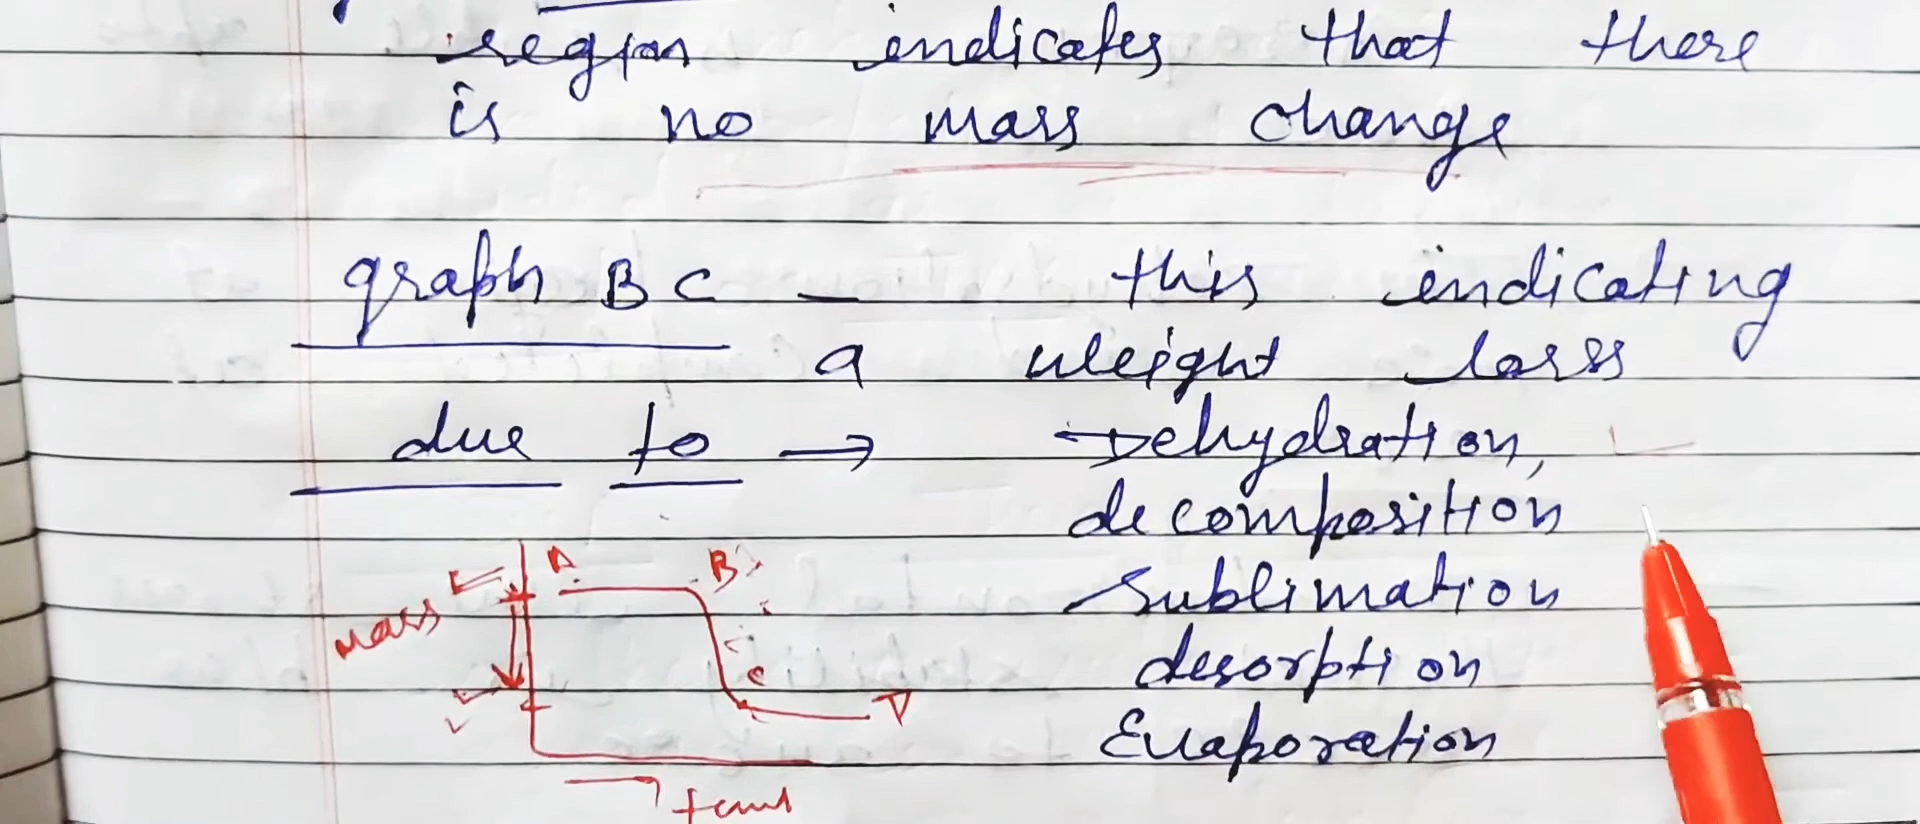 region indicates that there
is no mass change
graph BC — this indicating
a weight loss
due to → Dehydration,
decomposition
Sublimation
desorption
Evaporation
A B
Mass
C
D